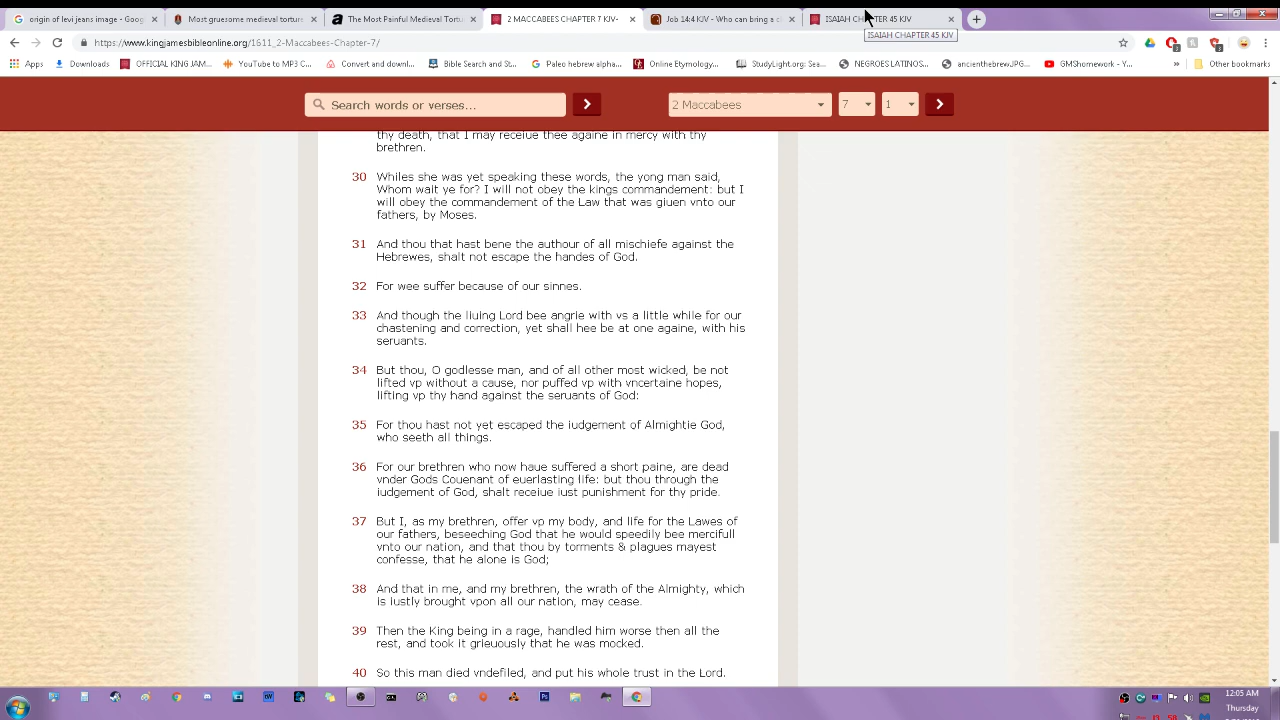 origin of levi jeans image - Goog
Most gruesome medieval torture
The Most Painful Medieval Tortu
CHAPTER 7 KJV-
Job 14:4 KJV - Who can bring a c
ISAIAH CHAPTER 45 KJV
ISAIAH CHAPTER 45 KJV
https://www.kingjamesbibleonline.org/1611_2-Maccabees-Chapter-7/
Apps
Downloads
OFFICIAL KING JAM...
YouTube to MP3 C...
Convert and downl...
Bible Search and S...
Paleo hebrew alpha...
Online Etymology...
StudyLight.org: Sea...
NEGROES LATINOS...
ancienthebrewJPG...
GMShomework - Y...
»
Other bookmarks
Search words or verses...
2 Maccabees
7
1
thy death, that I may receiue thee againe in mercy with thy
brethren.
30 Whiles she was yet speaking these words, the yong man said,
Whom wait ye for? I will not obey the kings commandement: but I
will obey the commandement of the Law that was giuen vnto our
fathers, by Moses.
31 And thou that hast bene the authour of all mischiefe against the
Hebrewes, shalt not escape the handes of God.
32 For wee suffer because of our sinnes.
33 And though the liuing Lord bee angrie with vs a little while for our
chastening and correction, yet shall hee be at one againe, with his
seruants.
34 But thou, O godlesse man, and of all other most wicked, be not
lifted vp without a cause, nor puffed vp with vncertaine hopes,
lifting vp thy hand against the seruants of God:
35 For thou hast not yet escaped the iudgement of Almightie God,
who seeth all things.
36 For our brethren who now haue suffered a short paine, are dead
vnder Gods Couenant of euerlasting life: but thou through the
iudgement of God, shalt receiue iust punishment for thy pride.
37 But I, as my brethren, offer vp my body, and life for the Lawes of
our fathers, beseeching God that he would speedily bee mercifull
vnto our nation, and that thou by torments & plagues mayest
confesse, that he alone is God;
38 And that in me, and my brethren, the wrath of the Almighty, which
is iustly brought vpon all our nation, may cease.
39 Then the King being in a rage, handled him worse then all the
rest, and took it grieuously that he was mocked.
40 So this man died vndefiled, and put his whole trust in the Lord.
12:05 AM
Thursday